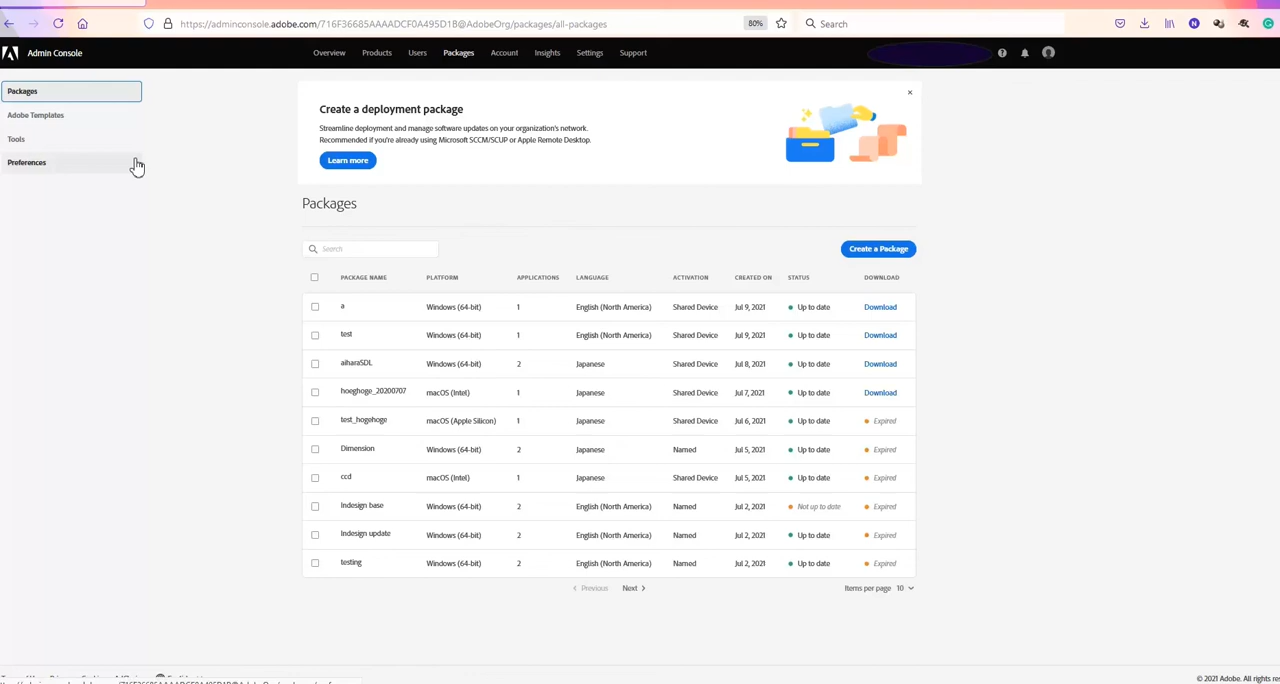 https://adminconsole.adobe.com/716F36685AAAADCF0A495D1B@AdobeOrg/packages/all-packages
80%
Search
Admin Console
Overview
Products
Users
Packages
Account
Insights
Settings
Support
Packages
Adobe Templates
Tools
Preferences
Create a deployment package
Streamline deployment and manage software updates on your organization's network.
Recommended if you're already using Microsoft SCCM/SCUP or Apple Remote Desktop.
Learn more
Packages
Search
Create a Package
PACKAGE NAME PLATFORM APPLICATIONS LANGUAGE ACTIVATION CREATED ON STATUS DOWNLOAD
a Windows (64-bit) 1 English (North America) Shared Device Jul 9, 2021 Up to date Download
test Windows (64-bit) 1 English (North America) Shared Device Jul 9, 2021 Up to date Download
aiharaSDL Windows (64-bit) 2 Japanese Shared Device Jul 8, 2021 Up to date Download
hoeghoge_20200707 macOS (Intel) 1 Japanese Shared Device Jul 7, 2021 Up to date Download
test_hogehoge macOS (Apple Silicon) 1 Japanese Shared Device Jul 6, 2021 Up to date Expired
Dimension Windows (64-bit) 2 Japanese Named Jul 5, 2021 Up to date Expired
ccd macOS (Intel) 1 Japanese Shared Device Jul 5, 2021 Up to date Expired
Indesign base Windows (64-bit) 2 English (North America) Named Jul 2, 2021 Not up to date Expired
Indesign update Windows (64-bit) 2 English (North America) Named Jul 2, 2021 Up to date Expired
testing Windows (64-bit) 2 English (North America) Named Jul 2, 2021 Up to date Expired
Previous Next
Items per page 10
© 2021 Adobe. All rights res